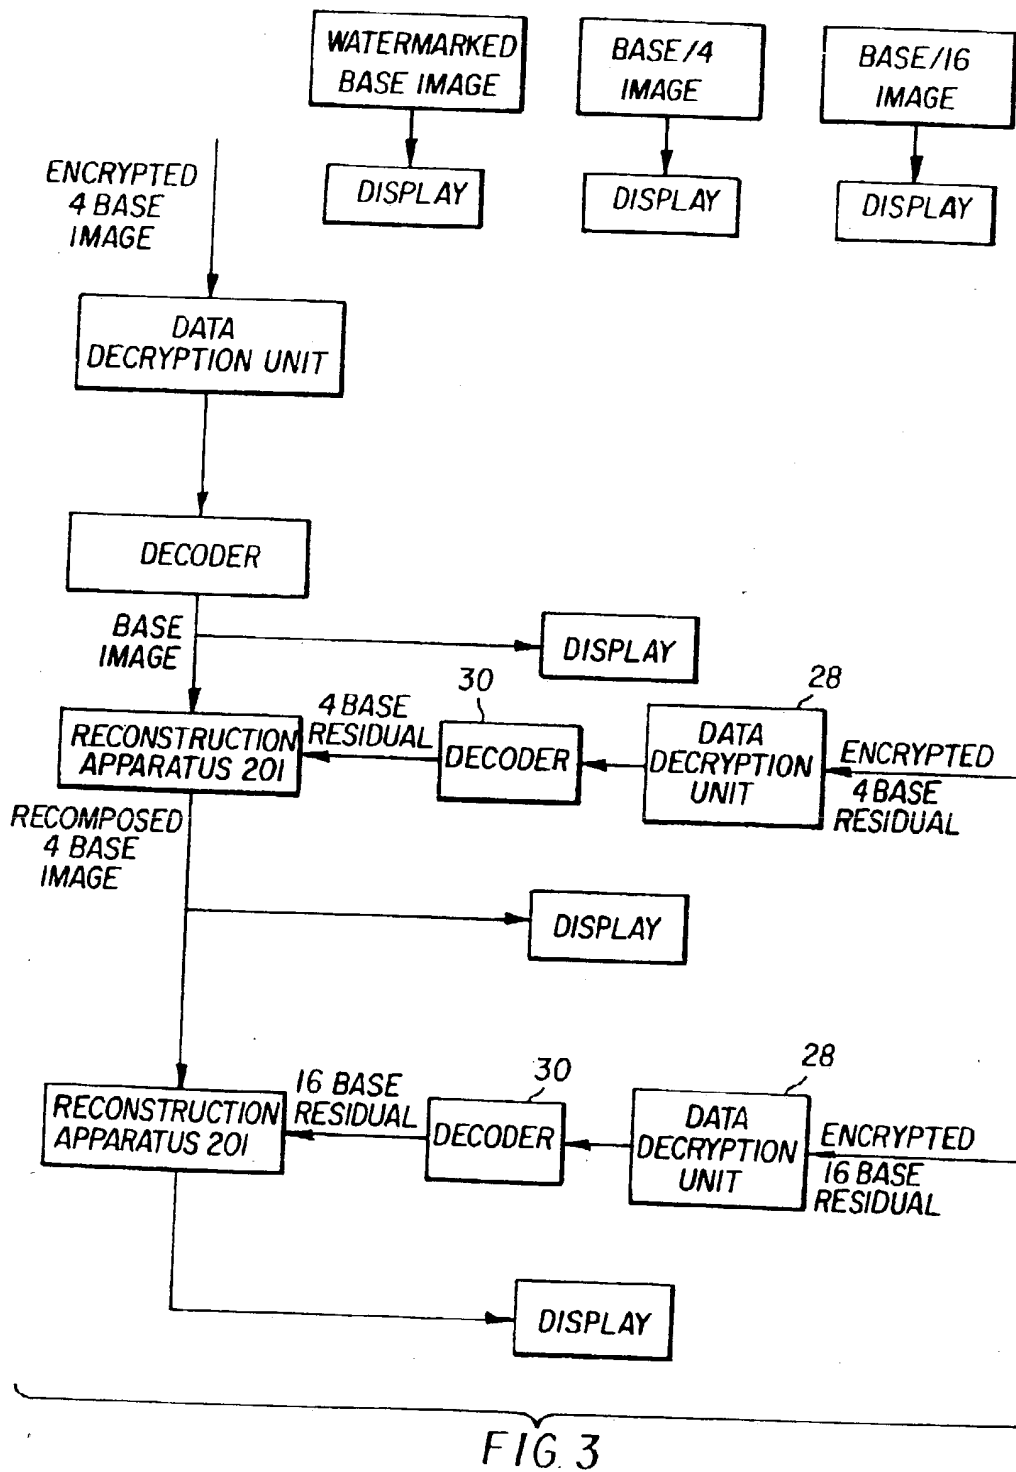 WATERMARKED
BASE IMAGE
BASE/4
IMAGE
BASE/16
IMAGE
DISPLAY
DISPLAY
DISPLAY
ENCRYPTED
4 BASE
IMAGE
DATA
DECRYPTION UNIT
DECODER
BASE
IMAGE
DISPLAY
RECONSTRUCTION
APPARATUS 201
4 BASE
RESIDUAL
30
DECODER
28
DATA
DECRYPTION
UNIT
ENCRYPTED
4 BASE
RESIDUAL
RECOMPOSED
4 BASE
IMAGE
DISPLAY
RECONSTRUCTION
APPARATUS 201
16 BASE
RESIDUAL
30
DECODER
28
DATA
DECRYPTION
UNIT
ENCRYPTED
16 BASE
RESIDUAL
DISPLAY
FIG. 3